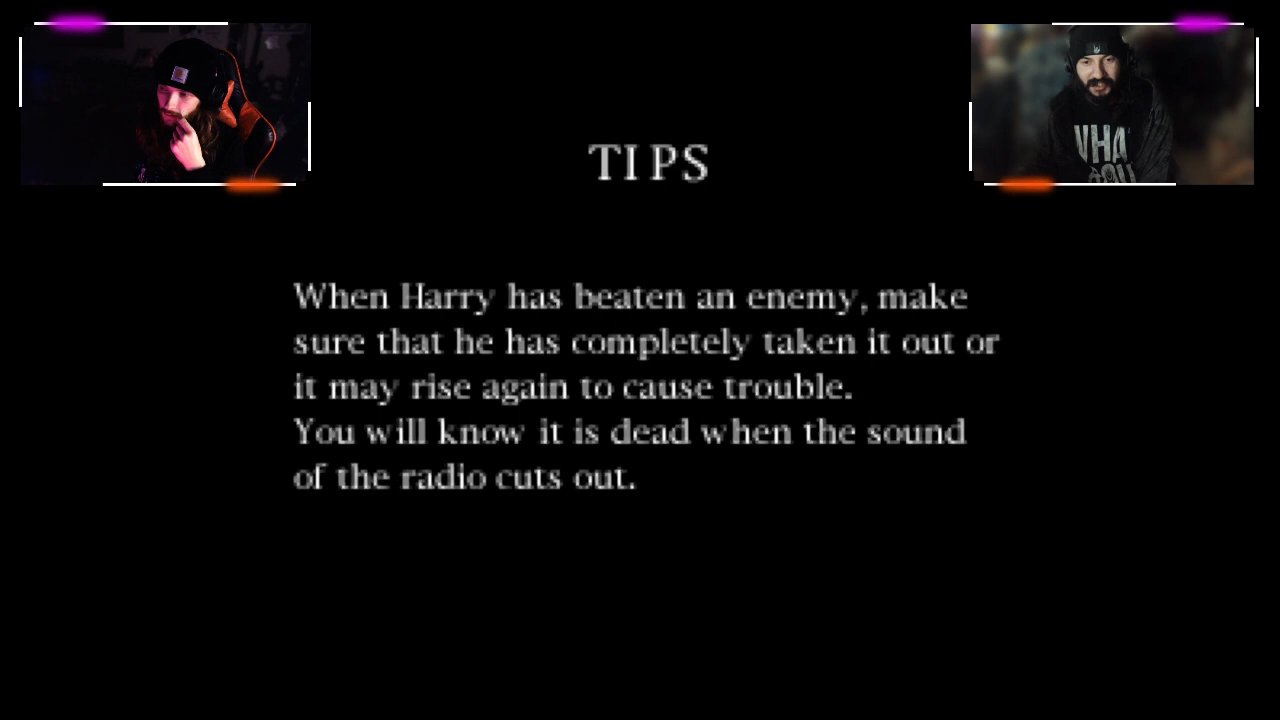 TIPS
When Harry has beaten an enemy, make
sure that he has completely taken it out or
it may rise again to cause trouble.
You will know it is dead when the sound
of the radio cuts out.
WHA